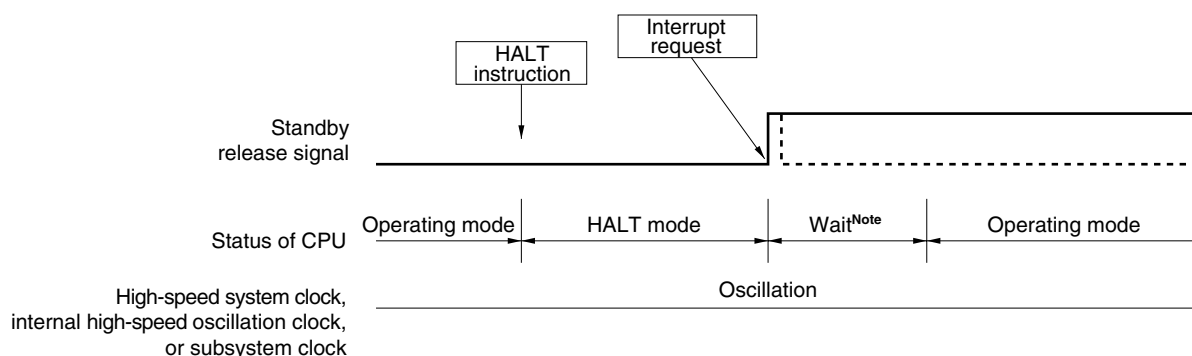 HALT
instruction
Interrupt
request
Standby
release signal
Status of CPU
Operating mode
HALT mode
WaitNote
Operating mode
High-speed system clock,
internal high-speed oscillation clock,
or subsystem clock
Oscillation